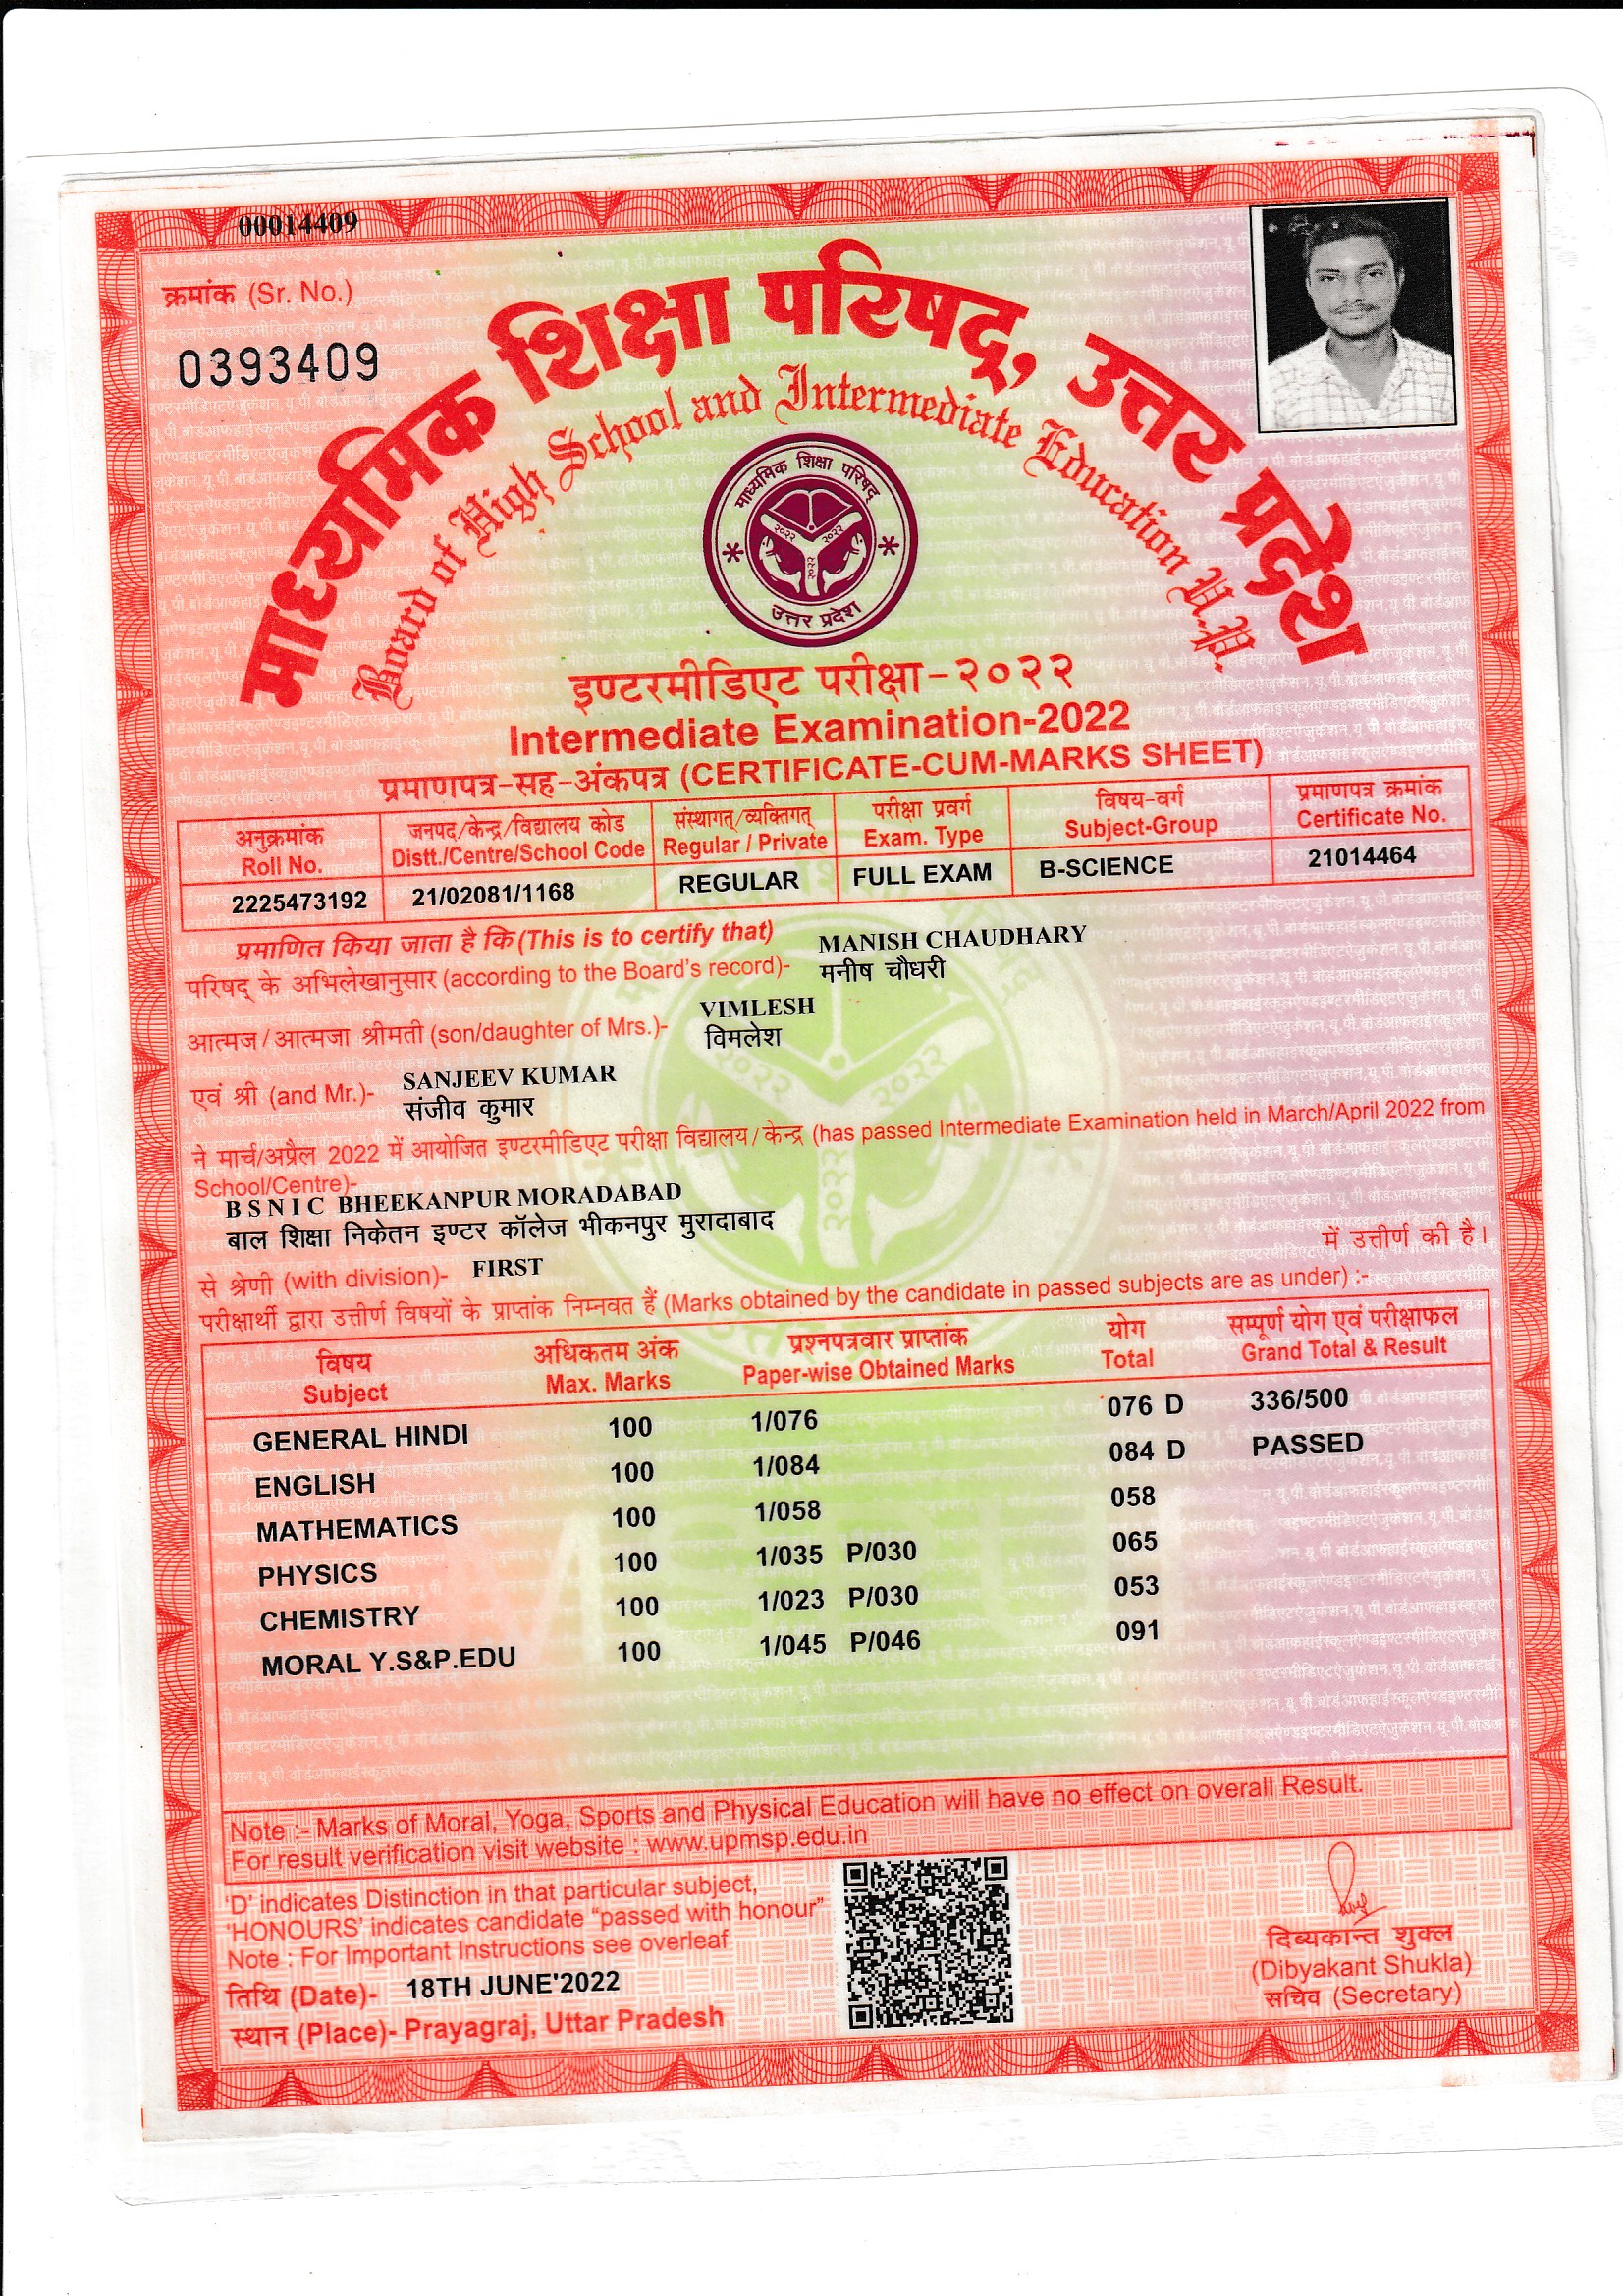 00014409
क्रमांक (Sr. No.)
0393409
माध्यमिक शिक्षा परिषद्, उत्तर प्रदेश
Board of High School and Intermediate Education U.P.
माध्यमिक शिक्षा परिषद्
२०२२ २०२२
२०२२
उत्तर प्रदेश
इण्टरमीडिएट परीक्षा-२०२२
Intermediate Examination-2022
प्रमाणपत्र-सह-अंकपत्र (CERTIFICATE-CUM-MARKS SHEET)
अनुक्रमांक जनपद/केन्द्र/विद्यालय कोड संस्थागत्/व्यक्तिगत् परीक्षा प्रवर्ग विषय-वर्ग प्रमाणपत्र क्रमांक
Roll No. Distt./Centre/School Code Regular / Private Exam. Type Subject-Group Certificate No.
2225473192 21/02081/1168 REGULAR FULL EXAM B-SCIENCE 21014464
प्रमाणित किया जाता है कि (This is to certify that) MANISH CHAUDHARY
परिषद् के अभिलेखानुसार (according to the Board's record)- मनीष चौधरी
VIMLESH
आत्मज/आत्मजा श्रीमती (son/daughter of Mrs.)- विमलेश
SANJEEV KUMAR
एवं श्री (and Mr.)- संजीव कुमार
ने मार्च/अप्रैल 2022 में आयोजित इण्टरमीडिएट परीक्षा विद्यालय/केन्द्र (has passed Intermediate Examination held in March/April 2022 from
School/Centre)-
B S N I C BHEEKANPUR MORADABAD
बाल शिक्षा निकेतन इण्टर कॉलेज भीकनपुर मुरादाबाद
में उत्तीर्ण की है।
से श्रेणी (with division)- FIRST
परीक्षार्थी द्वारा उत्तीर्ण विषयों के प्राप्तांक निम्नवत हैं (Marks obtained by the candidate in passed subjects are as under) :-
विषय अधिकतम अंक प्रश्नपत्रवार प्राप्तांक योग सम्पूर्ण योग एवं परीक्षाफल
Subject Max. Marks Paper-wise Obtained Marks Total Grand Total & Result
GENERAL HINDI 100 1/076 076 D 336/500
ENGLISH 100 1/084 084 D PASSED
MATHEMATICS 100 1/058 058
PHYSICS 100 1/035 P/030 065
CHEMISTRY 100 1/023 P/030 053
MORAL Y.S&P.EDU 100 1/045 P/046 091
Note :- Marks of Moral, Yoga, Sports and Physical Education will have no effect on overall Result.
For result verification visit website : www.upmsp.edu.in
'D' indicates Distinction in that particular subject,
'HONOURS' indicates candidate "passed with honour"
Note : For Important Instructions see overleaf
तिथि (Date)- 18TH JUNE'2022
स्थान (Place)- Prayagraj, Uttar Pradesh
दिब्यकान्त शुक्ल
(Dibyakant Shukla)
सचिव (Secretary)